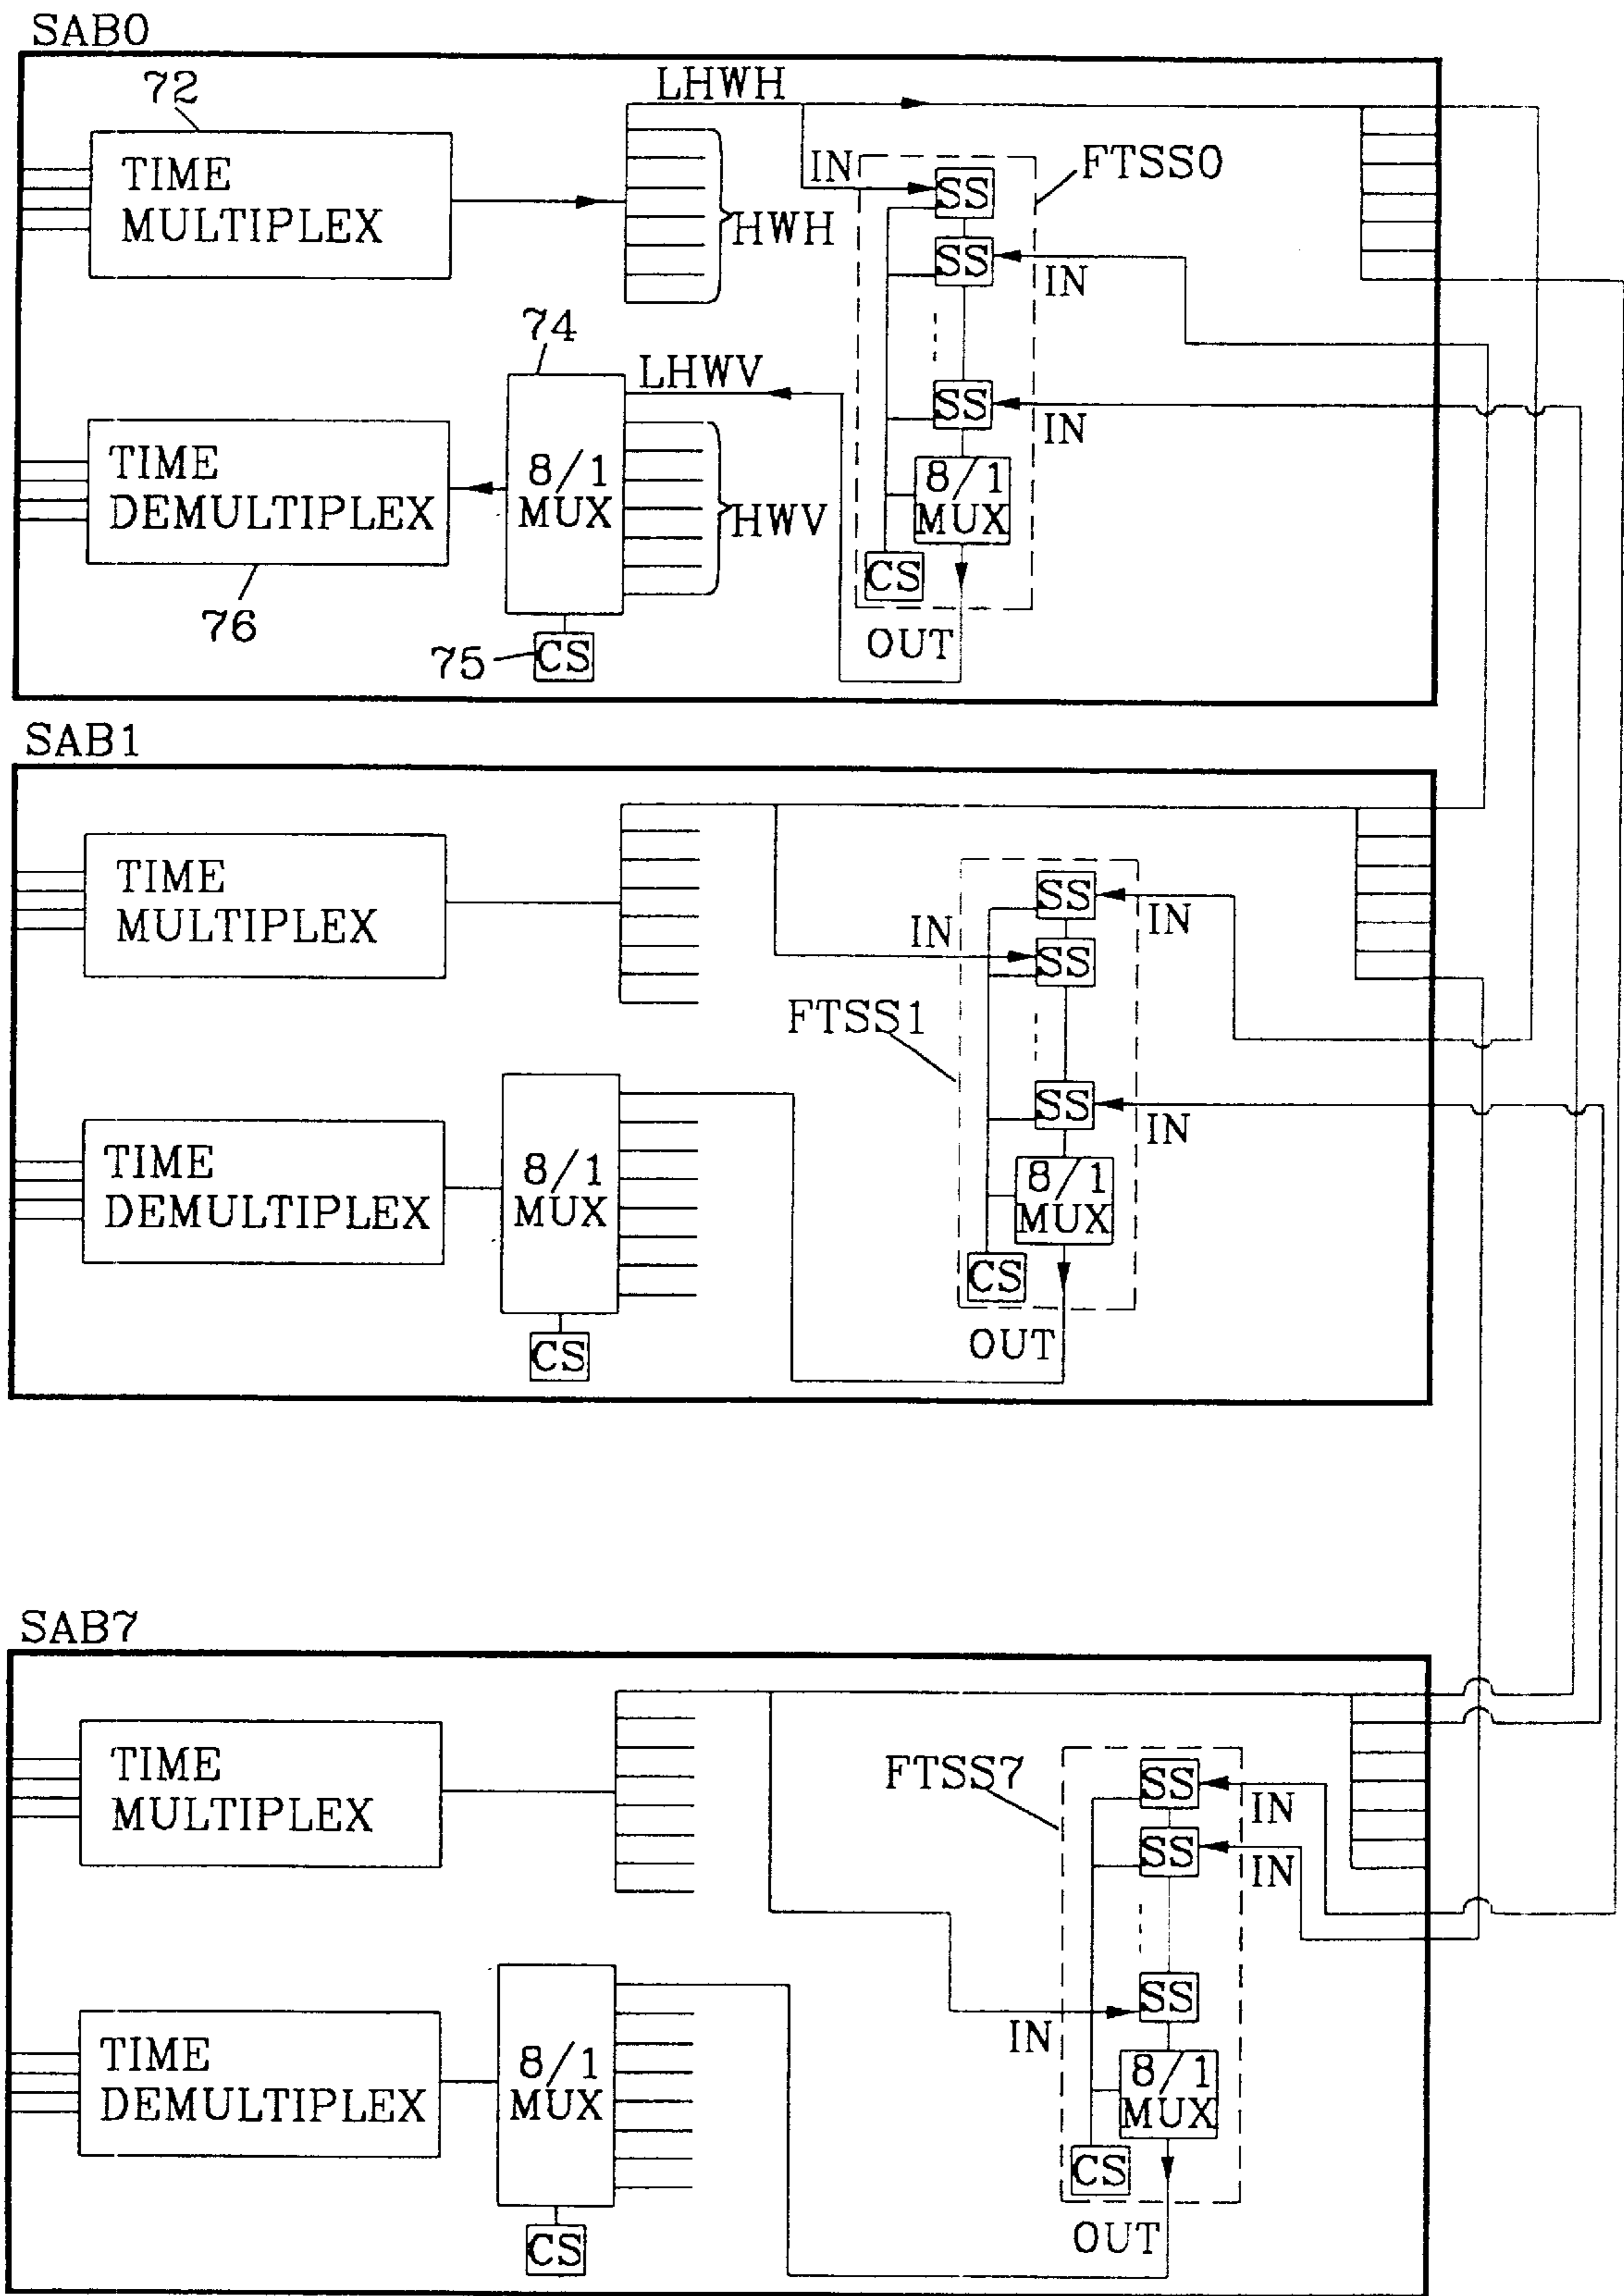 SAB0
72
LHWH
TIME
MULTIPLEX
IN
SS
FTSS0
HWH
SS
IN
74
LHWV
SS
IN
TIME
DEMULTIPLEX
8/1
MUX
HWV
8/1
MUX
CS
76
75
CS
OUT
SAB1
TIME
MULTIPLEX
SS
IN
IN
SS
FTSS1
SS
IN
TIME
DEMULTIPLEX
8/1
MUX
8/1
MUX
CS
CS
OUT
SAB7
TIME
MULTIPLEX
FTSS7
SS
IN
SS
IN
SS
IN
TIME
DEMULTIPLEX
8/1
MUX
8/1
MUX
CS
CS
OUT